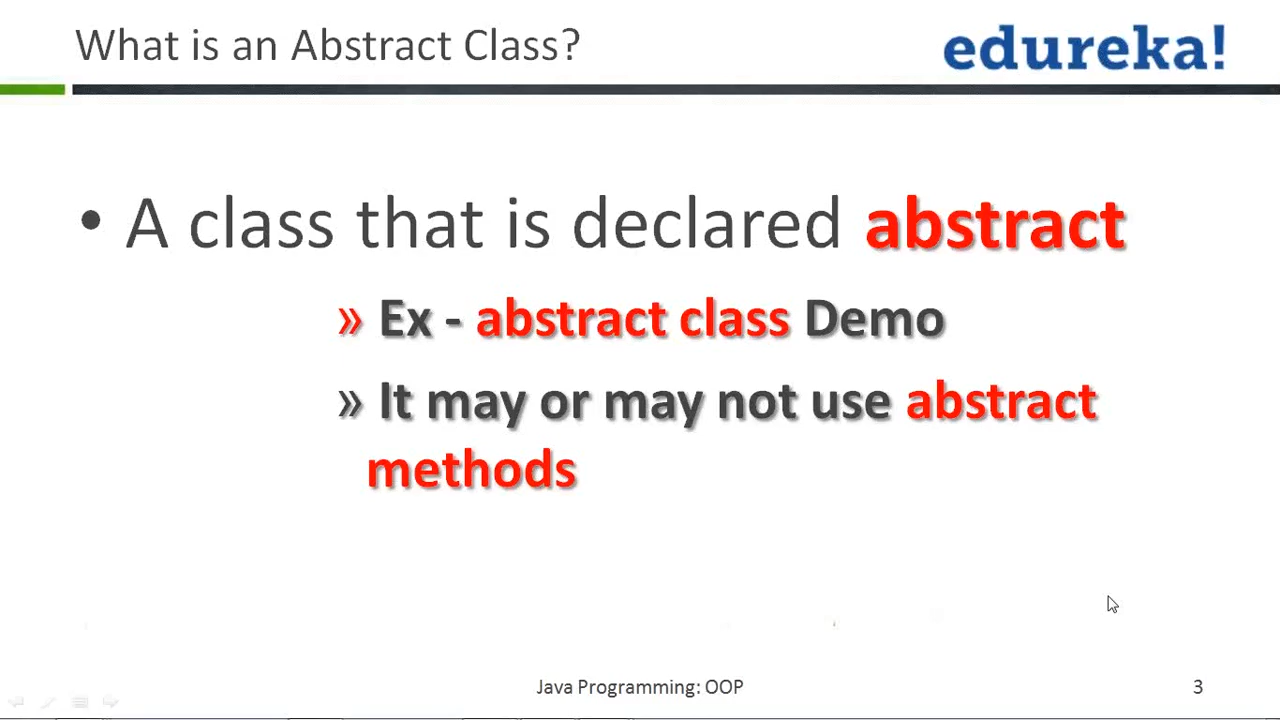 What is an Abstract Class?
edureka!
• A class that is declared abstract
» Ex - abstract class Demo
» It may or may not use abstract
methods
Java Programming: OOP
3